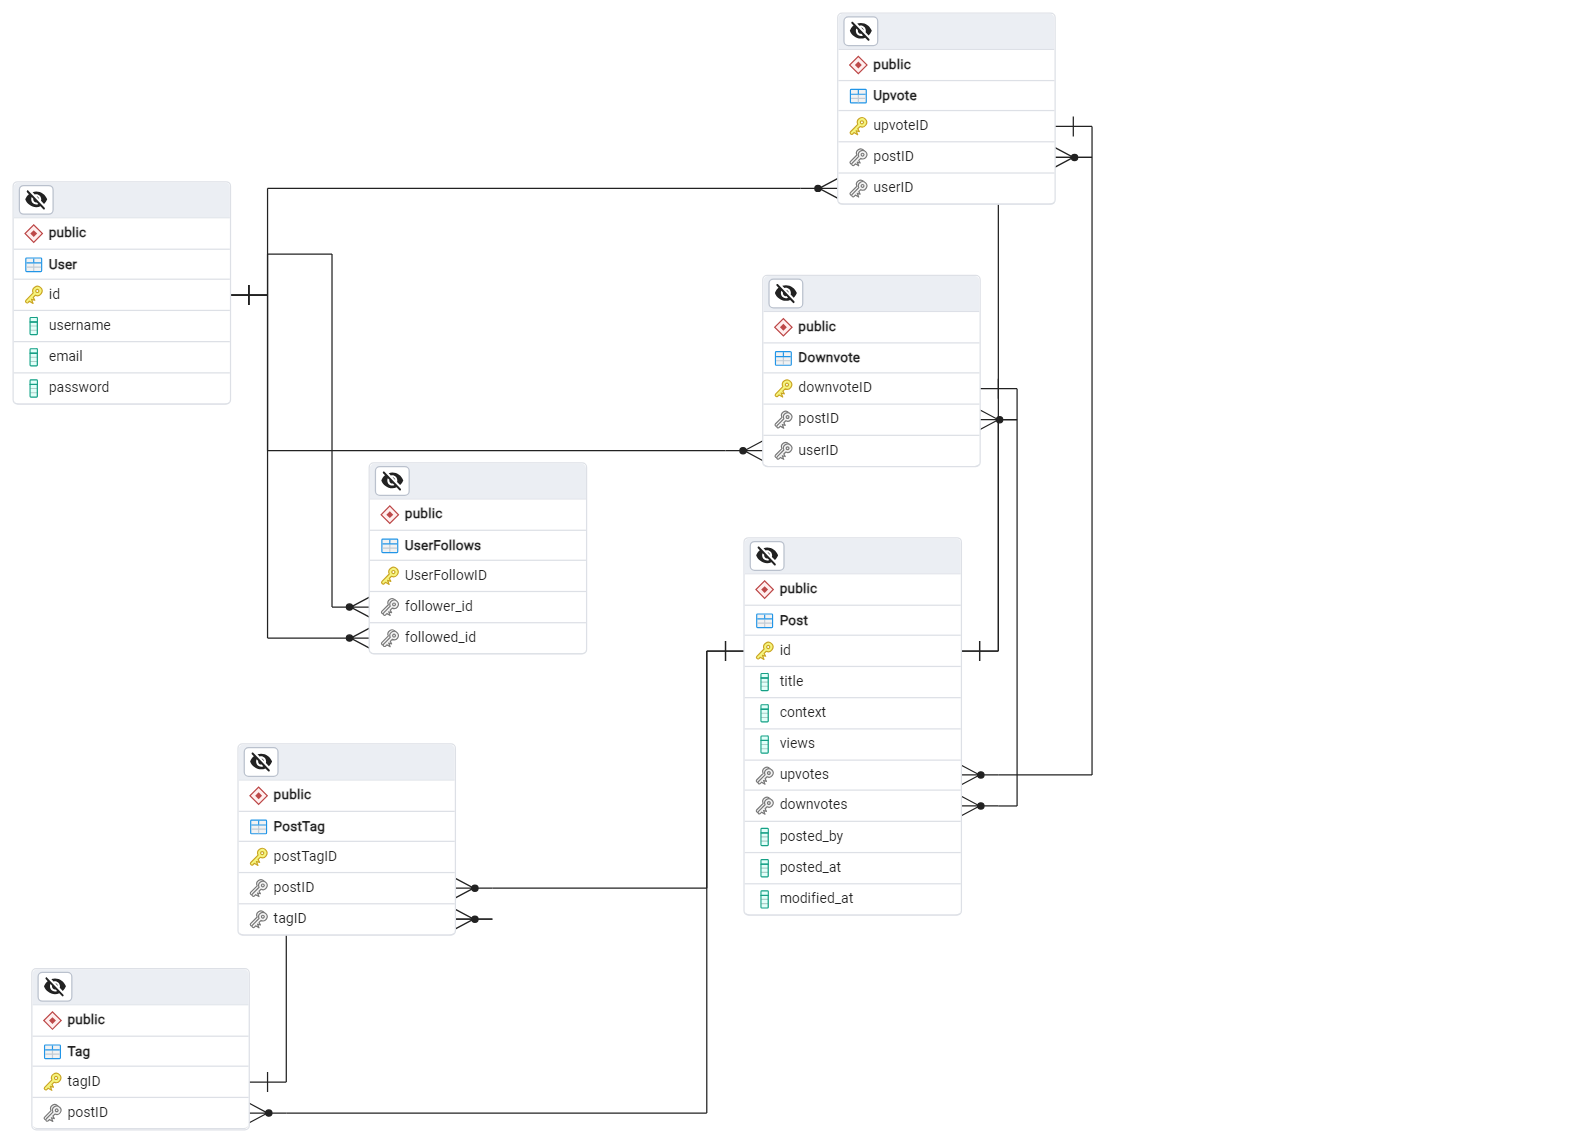 public
Upvote
upvoteID
postID
userID
public
User
id
username
email
password
public
Downvote
downvoteID
postID
userID
public
UserFollows
UserFollowID
follower_id
followed_id
public
Post
id
title
context
views
upvotes
downvotes
posted_by
posted_at
modified_at
public
PostTag
postTagID
postID
tagID
public
Tag
tagID
postID